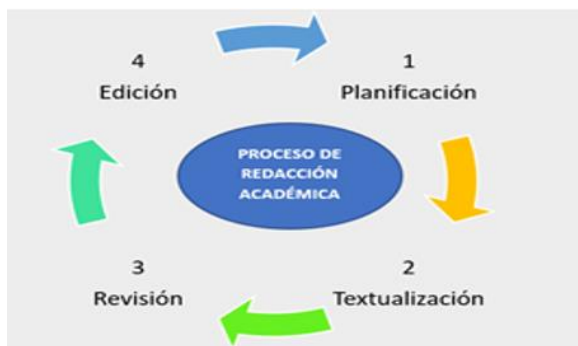 4
Edición
1
Planificación
PROCESO DE
REDACCIÓN
ACADÉMICA
3
Revisión
2
Textualización